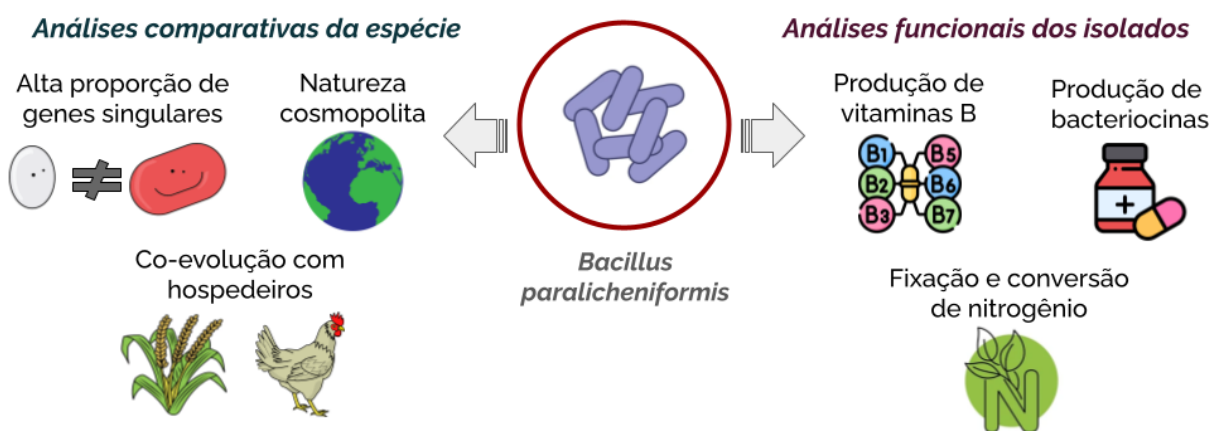 Análises comparativas da espécie
Alta proporção de
genes singulares
Natureza
cosmopolita
Co-evolução com
hospedeiros
Bacillus
paralicheniformis
Análises funcionais dos isolados
Produção de
vitaminas B
B1 B5
B2 B6
B3 B7
Produção de
bacteriocinas
Fixação e conversão
de nitrogênio
N